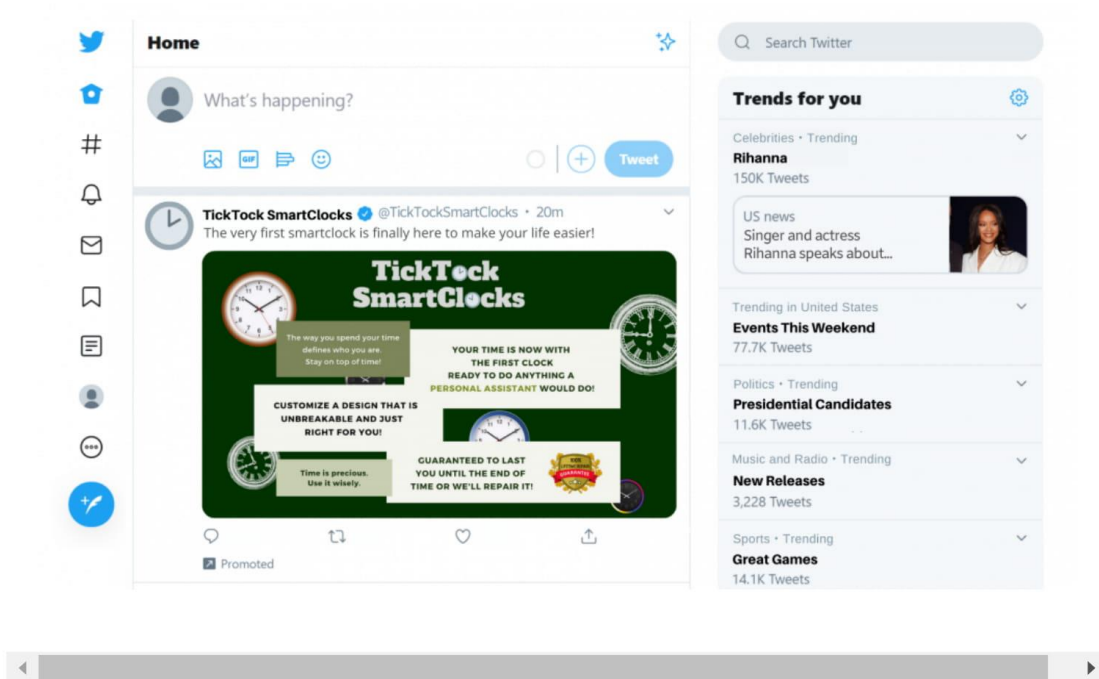 Home
What's happening?
GIF
Tweet
TickTock SmartClocks @TickTockSmartClocks · 20m
The very first smartclock is finally here to make your life easier!
TickTock
SmartClocks
The way you spend your time
defines who you are.
Stay on top of time!
YOUR TIME IS NOW WITH
THE FIRST CLOCK
READY TO DO ANYTHING A
PERSONAL ASSISTANT WOULD DO!
CUSTOMIZE A DESIGN THAT IS
UNBREAKABLE AND JUST
RIGHT FOR YOU!
GUARANTEED TO LAST
YOU UNTIL THE END OF
TIME OR WE'LL REPAIR IT!
Time is precious.
Use it wisely.
Promoted
Search Twitter
Trends for you
Celebrities · Trending
Rihanna
150K Tweets
US news
Singer and actress
Rihanna speaks about...
Trending in United States
Events This Weekend
77.7K Tweets
Politics · Trending
Presidential Candidates
11.6K Tweets
Music and Radio · Trending
New Releases
3,228 Tweets
Sports · Trending
Great Games
14.1K Tweets